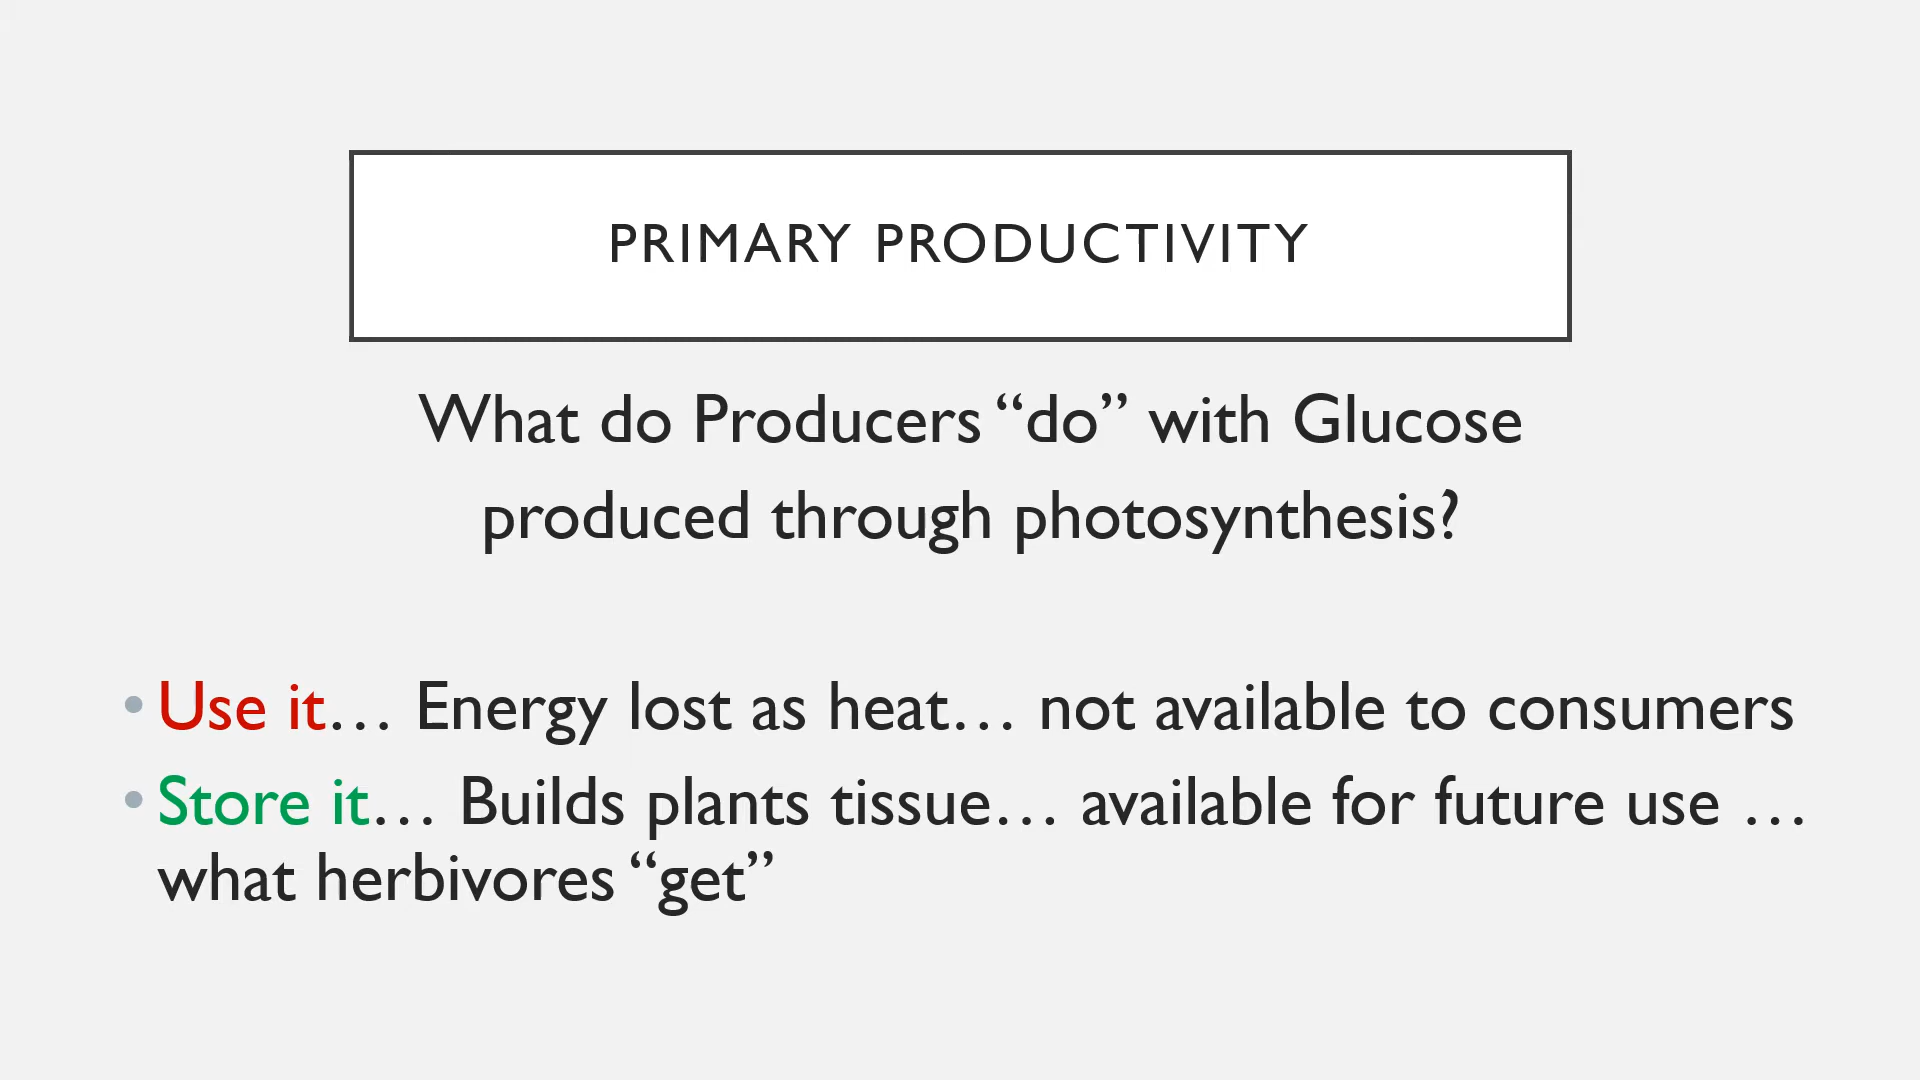 PRIMARY PRODUCTIVITY
What do Producers “do” with Glucose
produced through photosynthesis?
• Use it… Energy lost as heat… not available to consumers
• Store it… Builds plants tissue… available for future use …
what herbivores “get”